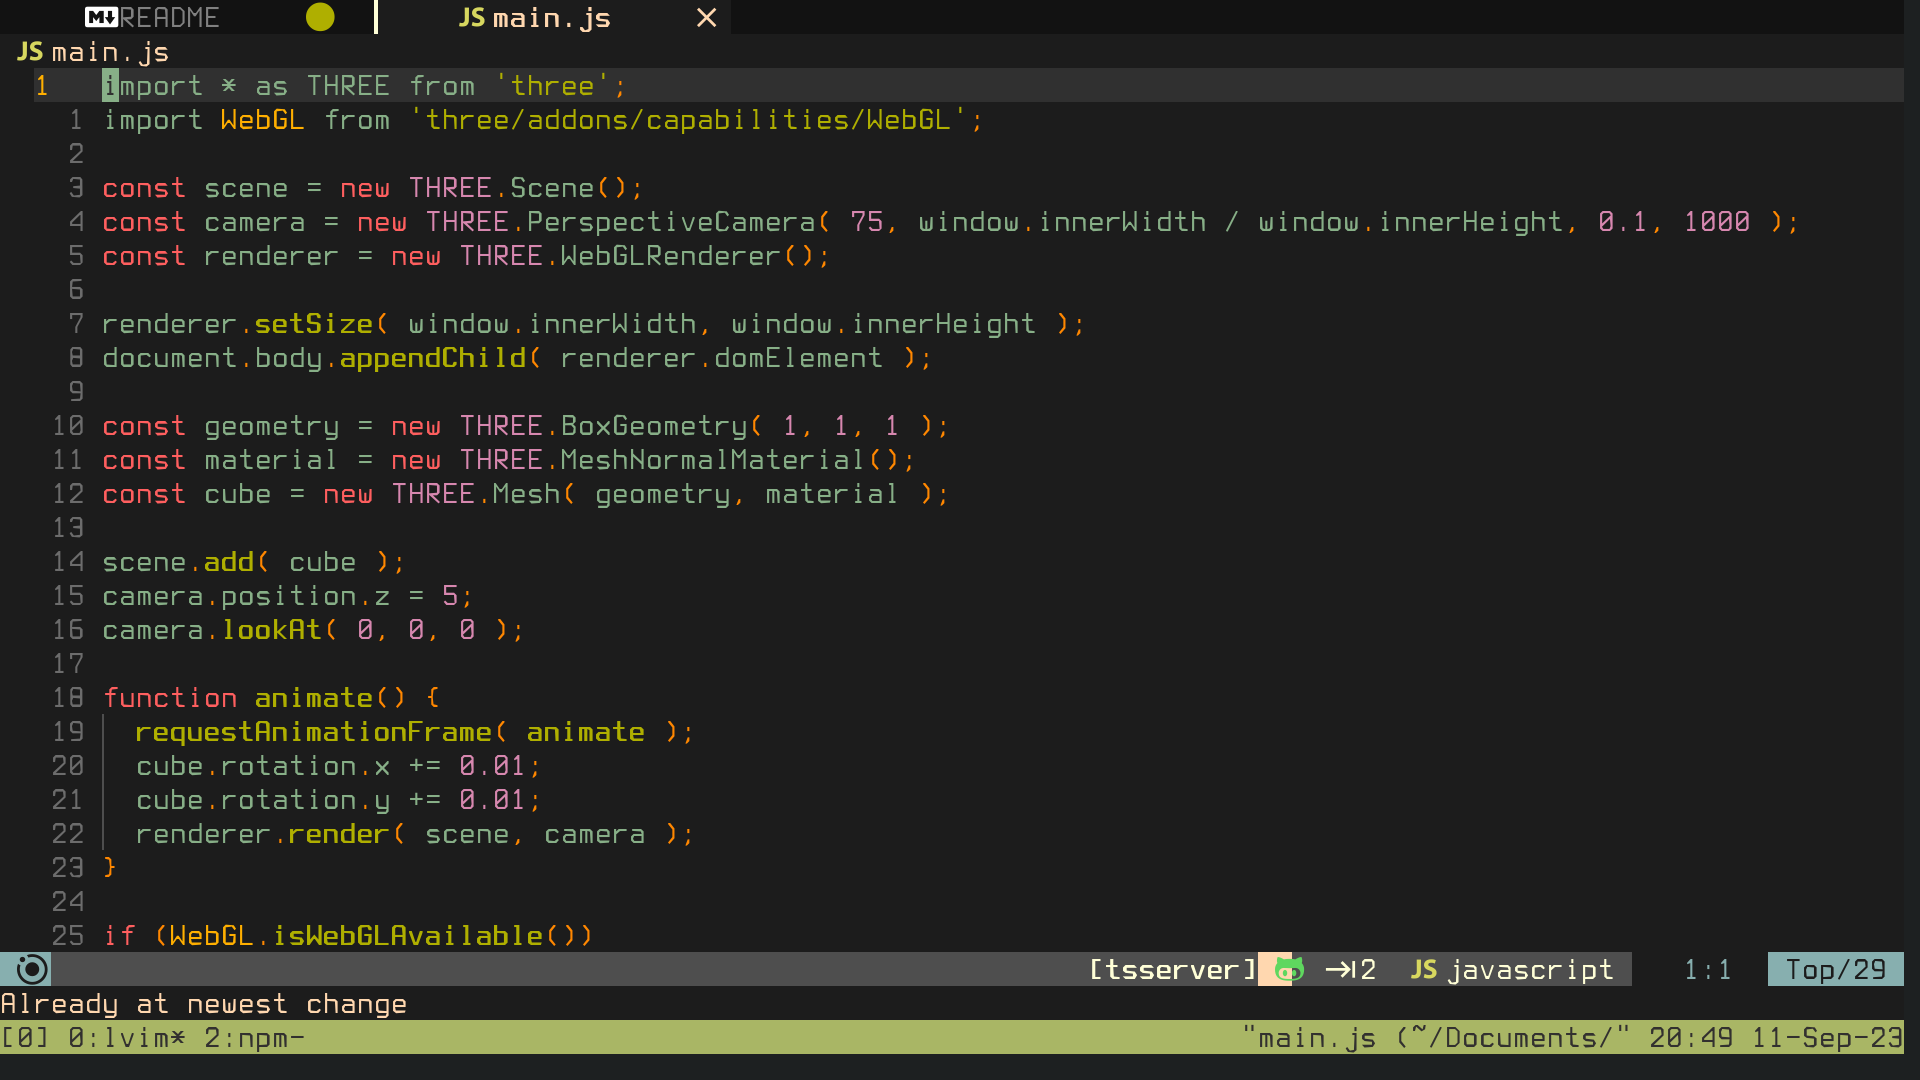 README main.js
JS main.js
1 import * as THREE from 'three';
1 import WebGL from 'three/addons/capabilities/WebGL';
2
3 const scene = new THREE.Scene();
4 const camera = new THREE.PerspectiveCamera( 75, window.innerWidth / window.innerHeight, 0.1, 1000 );
5 const renderer = new THREE.WebGLRenderer();
6
7 renderer.setSize( window.innerWidth, window.innerHeight );
8 document.body.appendChild( renderer.domElement );
9
10 const geometry = new THREE.BoxGeometry( 1, 1, 1 );
11 const material = new THREE.MeshNormalMaterial();
12 const cube = new THREE.Mesh( geometry, material );
13
14 scene.add( cube );
15 camera.position.z = 5;
16 camera.lookAt( 0, 0, 0 );
17
18 function animate() {
19 requestAnimationFrame( animate );
20 cube.rotation.x += 0.01;
21 cube.rotation.y += 0.01;
22 renderer.render( scene, camera );
23 }
24
25 if (WebGL.isWebGLAvailable())
[tsserver] 2 JS javascript 1:1 Top/29
Already at newest change
[0] 0:lvim* 2:npm- "main.js (~/Documents/" 20:49 11-Sep-23